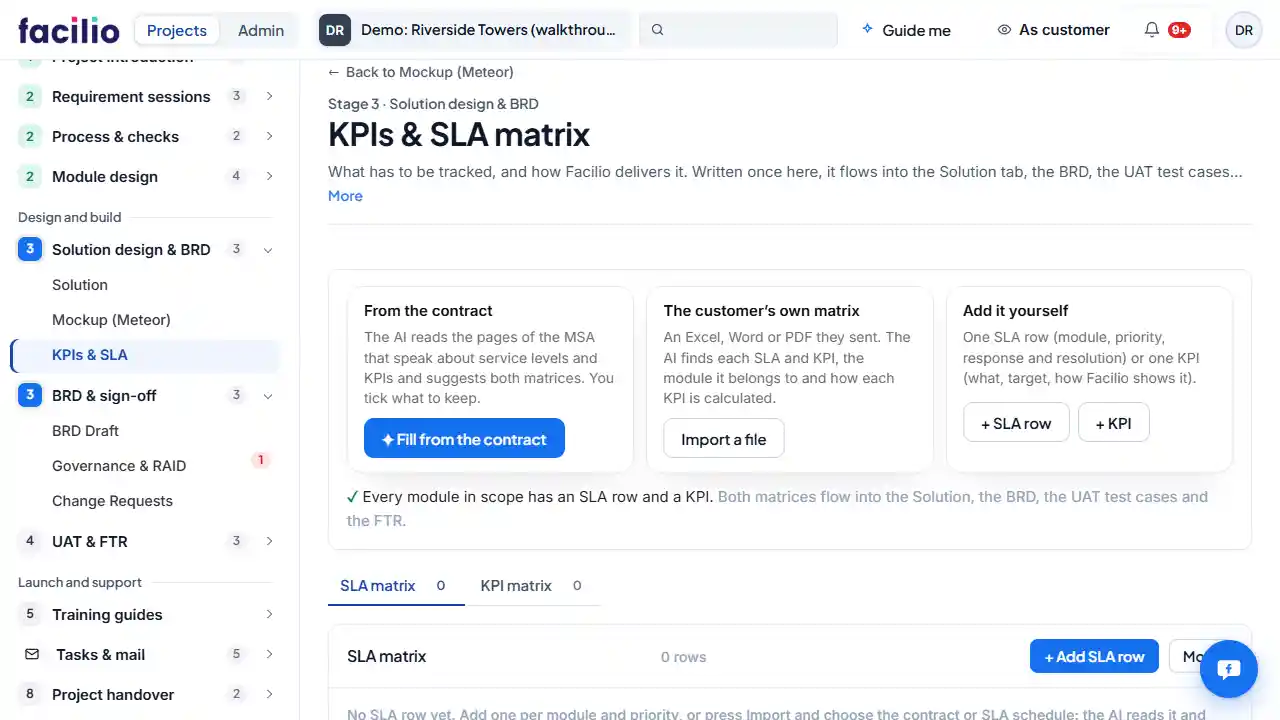 facilio
Projects
Admin
DR
Demo: Riverside Towers (walkthrou...
Guide me
As customer
9+
DR
Project introduction
2 Requirement sessions 3
2 Process & checks 2
2 Module design 4
Design and build
3 Solution design & BRD 3
Solution
Mockup (Meteor)
KPIs & SLA
3 BRD & sign-off 3
BRD Draft
Governance & RAID 1
Change Requests
4 UAT & FTR 3
Launch and support
5 Training guides
Tasks & mail 5
8 Project handover 2
← Back to Mockup (Meteor)
Stage 3 · Solution design & BRD
KPIs & SLA matrix
What has to be tracked, and how Facilio delivers it. Written once here, it flows into the Solution tab, the BRD, the UAT test cases...
More
From the contract
The AI reads the pages of the MSA
that speak about service levels and
KPIs and suggests both matrices. You
tick what to keep.
✦ Fill from the contract
The customer's own matrix
An Excel, Word or PDF they sent. The
AI finds each SLA and KPI, the
module it belongs to and how each
KPI is calculated.
Import a file
Add it yourself
One SLA row (module, priority,
response and resolution) or one KPI
(what, target, how Facilio shows it).
+ SLA row
+ KPI
✓ Every module in scope has an SLA row and a KPI. Both matrices flow into the Solution, the BRD, the UAT test cases and
the FTR.
SLA matrix 0
KPI matrix 0
SLA matrix
0 rows
+ Add SLA row
No SLA row yet. Add one per module and priority, or press Import and choose the contract or SLA schedule: the AI reads it and